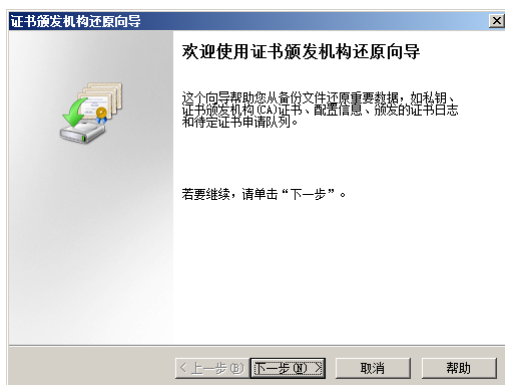 证书颁发机构还原向导
欢迎使用证书颁发机构还原向导
这个向导帮助您从备份文件还原重要数据，如私钥、
证书颁发机构(CA)证书、配置信息、颁发的证书日志
和待定证书申请队列。
若要继续，请单击“下一步”。
< 上一步(B) 下一步(N) > 取消 帮助